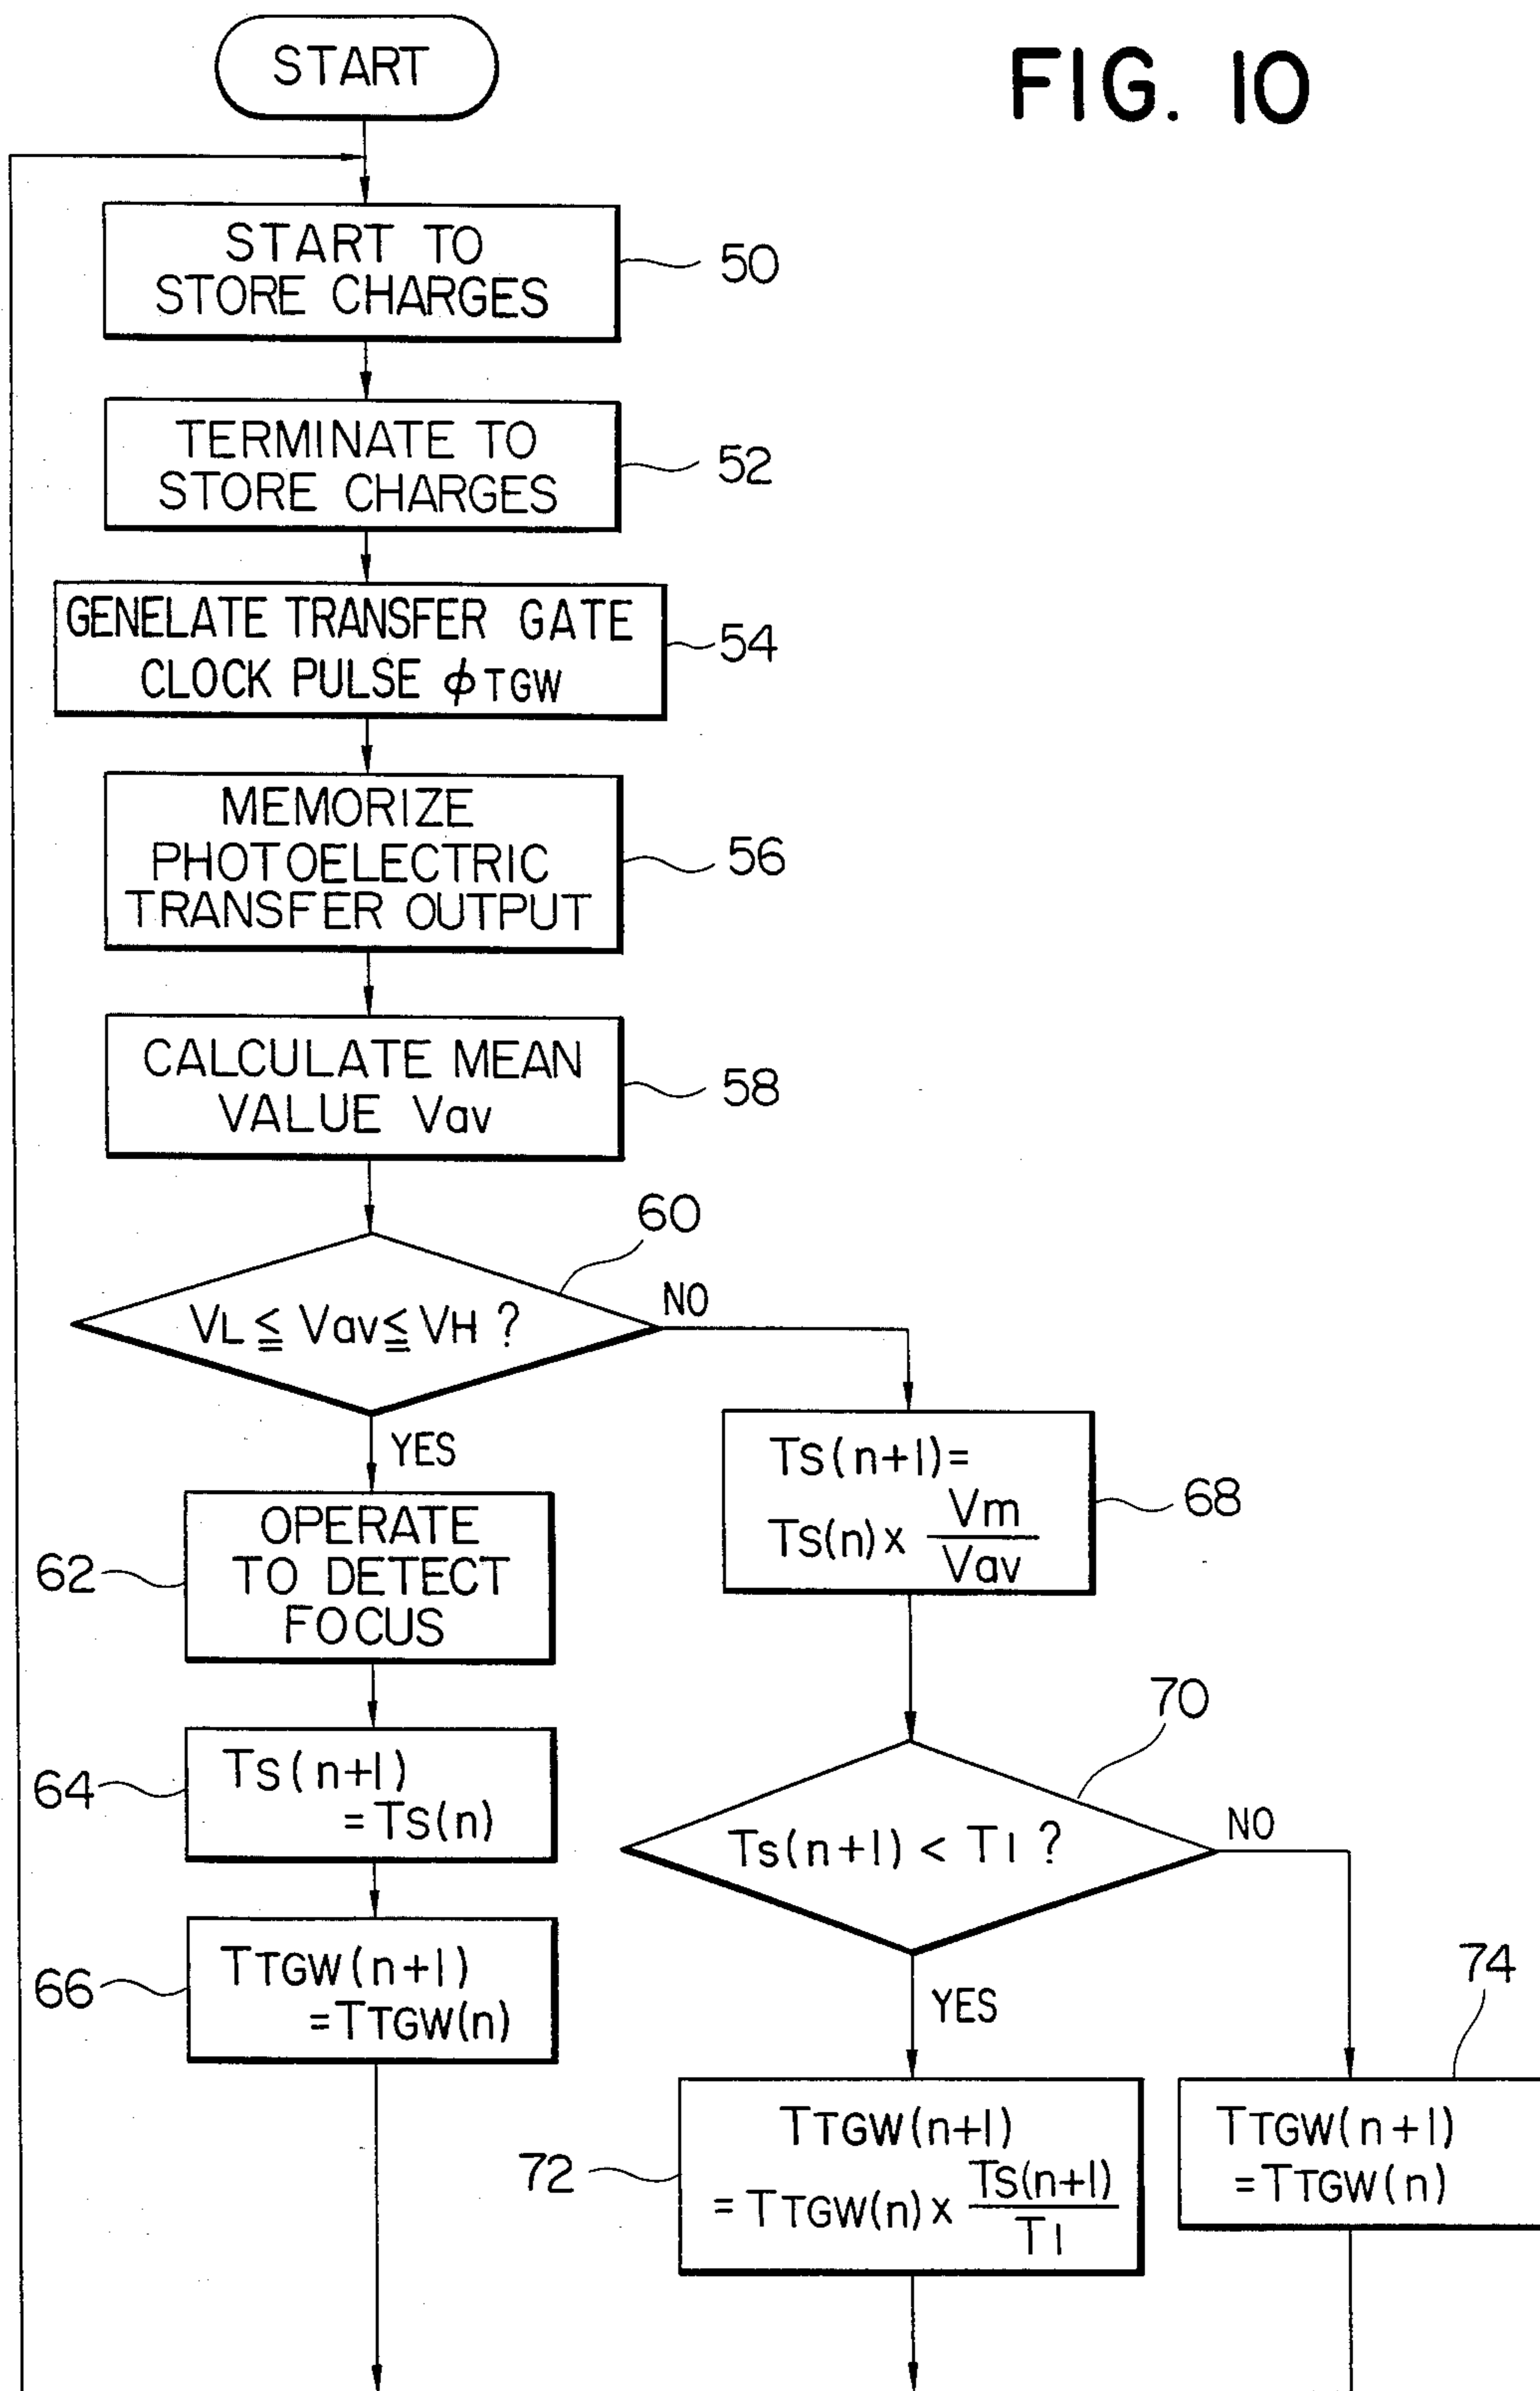 FIG. 10
START
START TO
STORE CHARGES
50
TERMINATE TO
STORE CHARGES
52
GENELATE TRANSFER GATE
CLOCK PULSE ϕTGW
54
MEMORIZE
PHOTOELECTRIC
TRANSFER OUTPUT
56
CALCULATE MEAN
VALUE Vav
58
60
VL ≦ Vav ≦ VH ?
NO
YES
OPERATE
TO DETECT
FOCUS
62
Ts(n+1)=
Ts(n) x Vm/Vav
68
Ts(n+1)
=Ts(n)
64
70
Ts(n+1) < T1 ?
NO
YES
TTGW(n+1)
=TTGW(n)
66
74
TTGW(n+1)
= TTGW(n) x Ts(n+1)/T1
72
TTGW(n+1)
=TTGW(n)